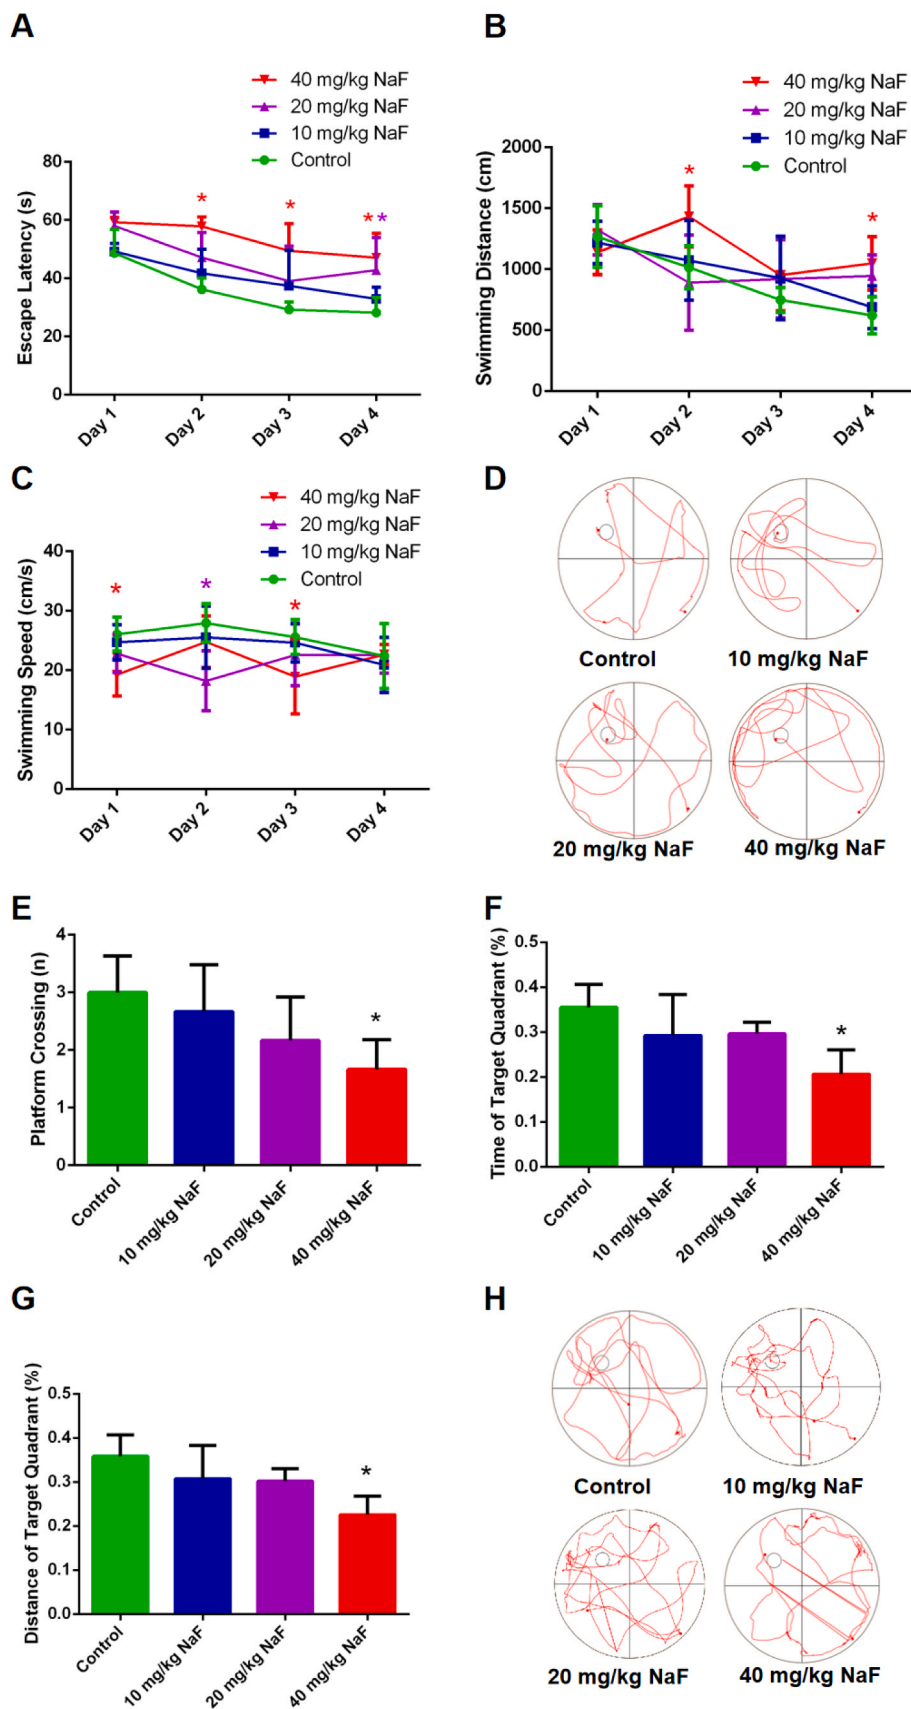 A
40 mg/kg NaF
20 mg/kg NaF
10 mg/kg NaF
Control
Escape Latency (s)
80
60
40
20
0
Day 1
Day 2
Day 3
Day 4
*
*
* *
B
40 mg/kg NaF
20 mg/kg NaF
10 mg/kg NaF
Control
Swimming Distance (cm)
2000
1500
1000
500
0
Day 1
Day 2
Day 3
Day 4
*
*
C
40 mg/kg NaF
20 mg/kg NaF
10 mg/kg NaF
Control
Swimming Speed (cm/s)
40
30
20
10
0
Day 1
Day 2
Day 3
Day 4
*
*
*
D
Control
10 mg/kg NaF
20 mg/kg NaF
40 mg/kg NaF
E
Platform Crossing (n)
4
3
2
1
0
Control
10 mg/kg NaF
20 mg/kg NaF
40 mg/kg NaF
*
F
Time of Target Quadrant (%)
0.5
0.4
0.3
0.2
0.1
0.0
Control
10 mg/kg NaF
20 mg/kg NaF
40 mg/kg NaF
*
G
Distance of Target Quadrant (%)
0.5
0.4
0.3
0.2
0.1
0.0
Control
10 mg/kg NaF
20 mg/kg NaF
40 mg/kg NaF
*
H
Control
10 mg/kg NaF
20 mg/kg NaF
40 mg/kg NaF